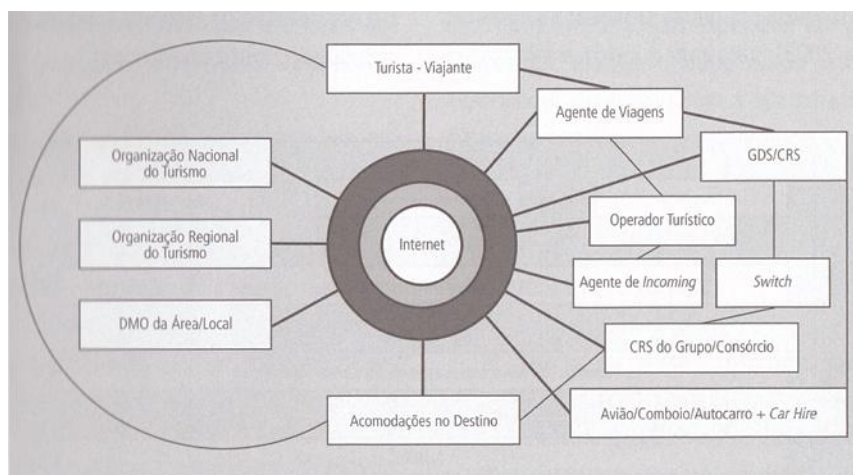 Turista - Viajante
Agente de Viagens
GDS/CRS
Organização Nacional
do Turismo
Operador Turístico
Organização Regional
do Turismo
Internet
Agente de Incoming
Switch
DMO da Área/Local
CRS do Grupo/Consórcio
Acomodações no Destino
Avião/Comboio/Autocarro + Car Hire